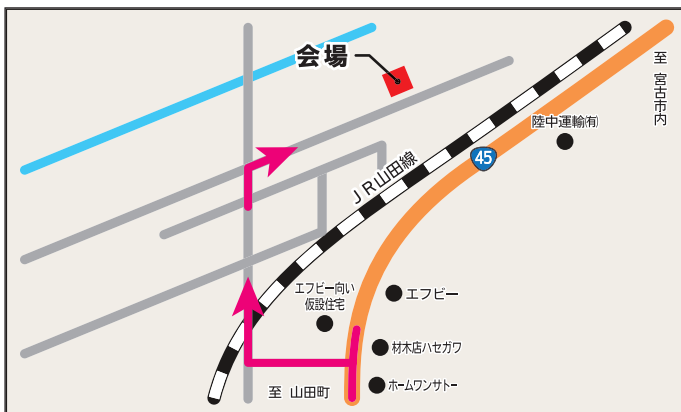 会場
至 宮古市内
陸中運輸㈲
45
JR山田線
エフビー向い
仮設住宅
エフビー
材木店ハセガワ
ホームワンサトー
至 山田町